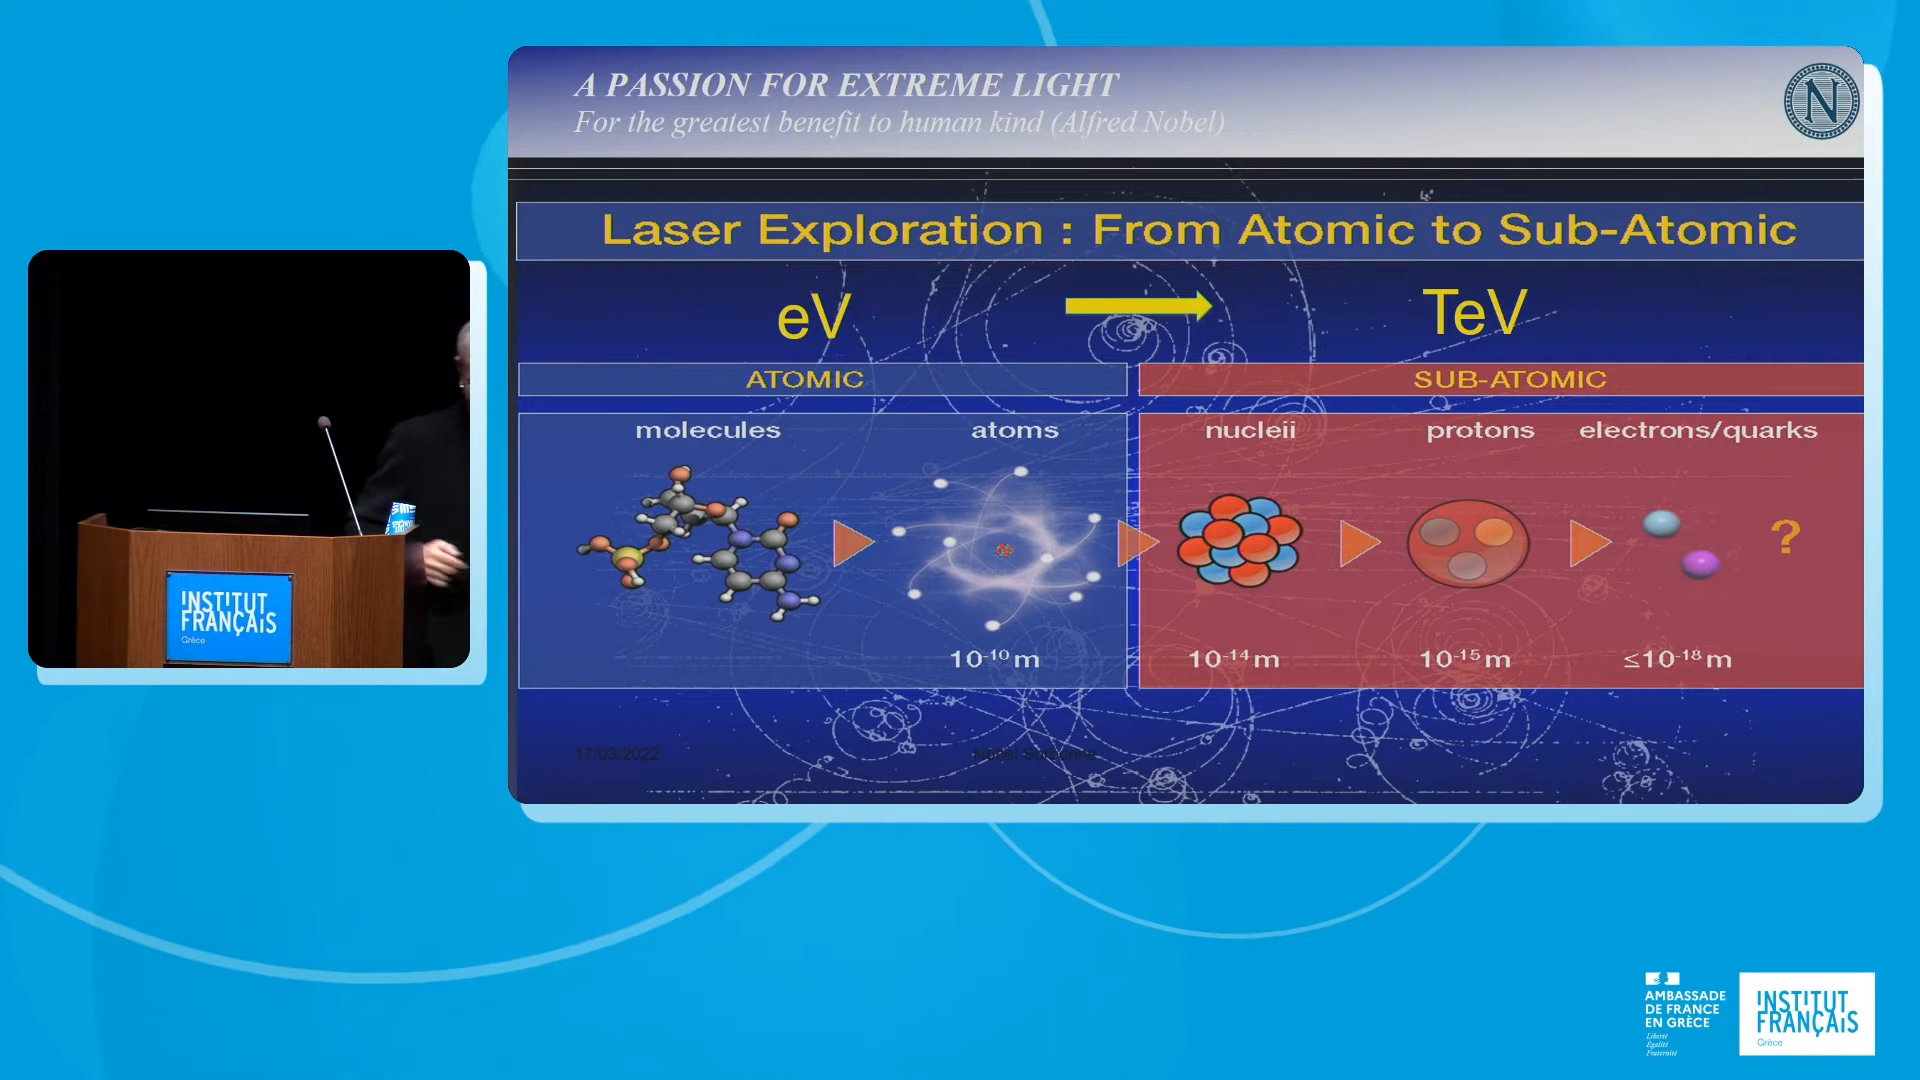 A PASSION FOR EXTREME LIGHT
For the greatest benefit to human kind (Alfred Nobel)
N
Laser Exploration : From Atomic to Sub-Atomic
eV
TeV
ATOMIC
SUB-ATOMIC
molecules
atoms
nucleii
protons
electrons/quarks
?
10⁻¹⁰ m
10⁻¹⁴ m
10⁻¹⁵ m
≤10⁻¹⁸ m
17/03/2022
Nobel Sorbonne
INSTITUT
FRANÇAIS
Grèce
AMBASSADE
DE FRANCE
EN GRÈCE
Liberté
Égalité
Fraternité
INSTITUT
FRANÇAIS
Grèce